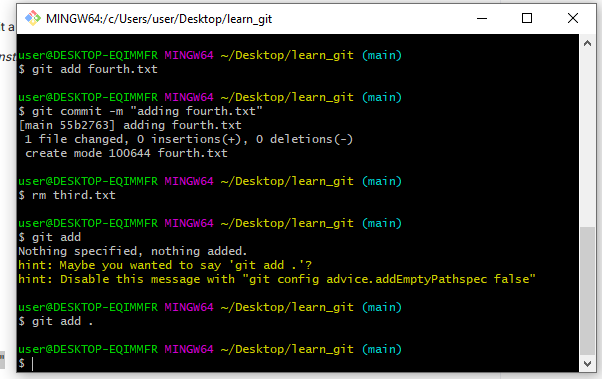 t a
MINGW64:/c/Users/user/Desktop/learn_git
nst
user@DESKTOP-EQIMMFR MINGW64 ~/Desktop/learn_git (main)
$ git add fourth.txt
user@DESKTOP-EQIMMFR MINGW64 ~/Desktop/learn_git (main)
$ git commit -m "adding fourth.txt"
[main 55b2763] adding fourth.txt
 1 file changed, 0 insertions(+), 0 deletions(-)
 create mode 100644 fourth.txt
user@DESKTOP-EQIMMFR MINGW64 ~/Desktop/learn_git (main)
$ rm third.txt
user@DESKTOP-EQIMMFR MINGW64 ~/Desktop/learn_git (main)
$ git add
Nothing specified, nothing added.
hint: Maybe you wanted to say 'git add .'?
hint: Disable this message with "git config advice.addEmptyPathspec false"
user@DESKTOP-EQIMMFR MINGW64 ~/Desktop/learn_git (main)
$ git add .
user@DESKTOP-EQIMMFR MINGW64 ~/Desktop/learn_git (main)
$